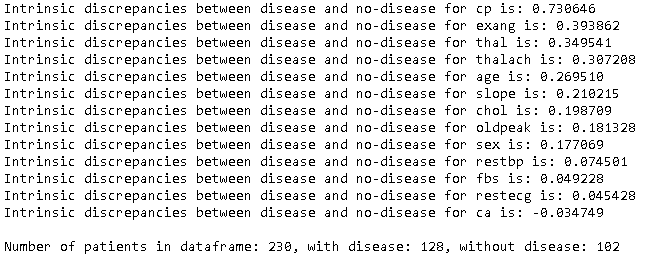 Intrinsic discrepancies between disease and no-disease for cp is: 0.730646
Intrinsic discrepancies between disease and no-disease for exang is: 0.393862
Intrinsic discrepancies between disease and no-disease for thal is: 0.349541
Intrinsic discrepancies between disease and no-disease for thalach is: 0.307208
Intrinsic discrepancies between disease and no-disease for age is: 0.269510
Intrinsic discrepancies between disease and no-disease for slope is: 0.210215
Intrinsic discrepancies between disease and no-disease for chol is: 0.198709
Intrinsic discrepancies between disease and no-disease for oldpeak is: 0.181328
Intrinsic discrepancies between disease and no-disease for sex is: 0.177069
Intrinsic discrepancies between disease and no-disease for restbp is: 0.074501
Intrinsic discrepancies between disease and no-disease for fbs is: 0.049228
Intrinsic discrepancies between disease and no-disease for restecg is: 0.045428
Intrinsic discrepancies between disease and no-disease for ca is: -0.034749
Number of patients in dataframe: 230, with disease: 128, without disease: 102